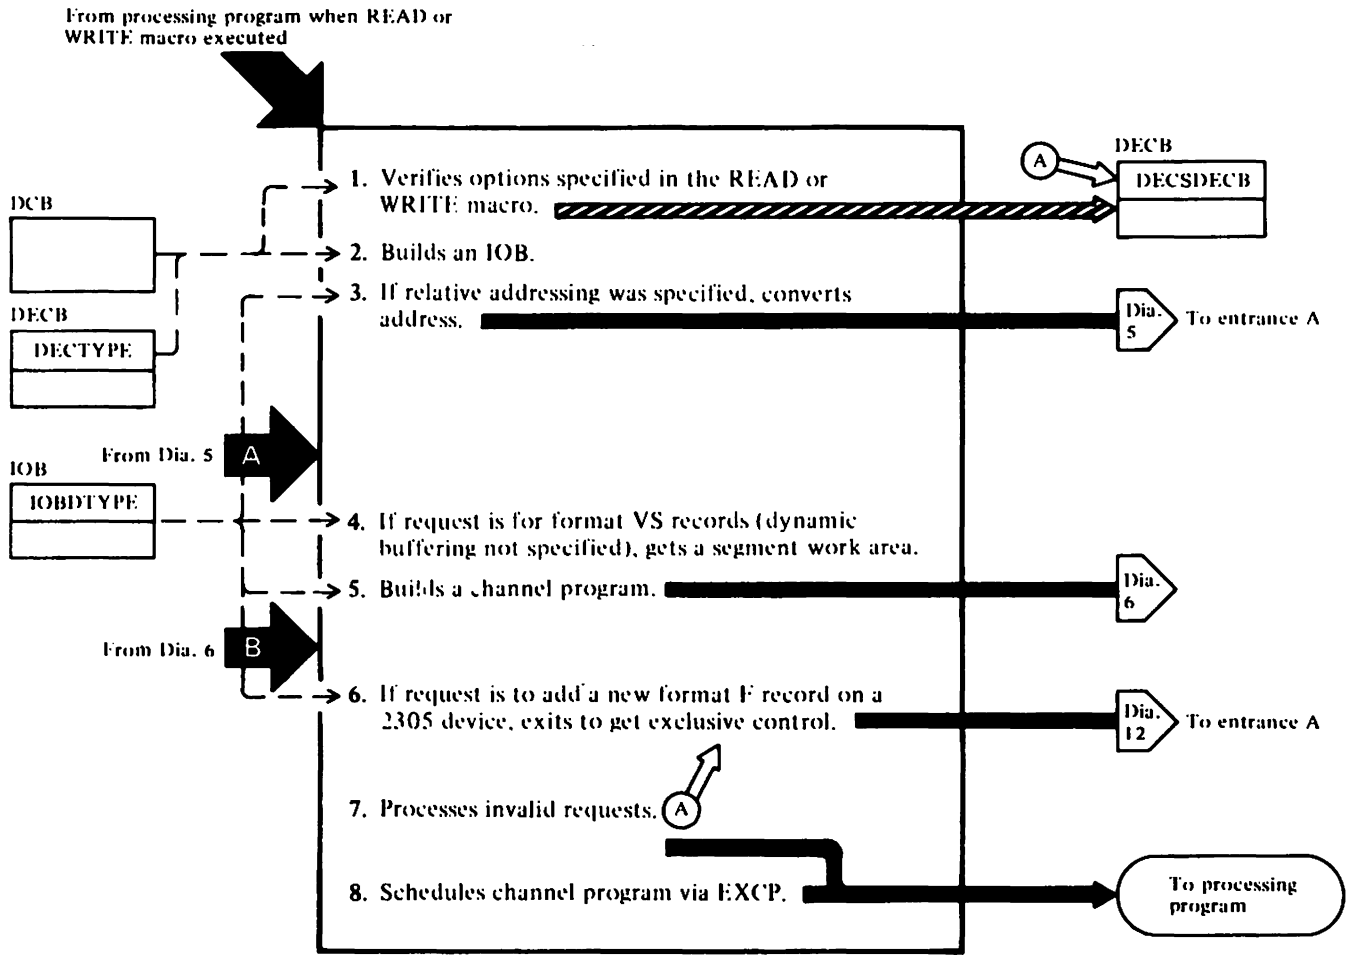 From processing program when READ or
WRITE macro executed
DECB
A
DECSDECB
1. Verifies options specified in the READ or
WRITE macro.
DCB
2. Builds an IOB.
3. If relative addressing was specified, converts
address.
Dia.
5
To entrance A
DECB
DECTYPE
From Dia. 5
A
IOB
IOBDTYPE
4. If request is for format VS records (dynamic
buffering not specified), gets a segment work area.
5. Builds a channel program.
Dia.
6
From Dia. 6
B
6. If request is to add a new format F record on a
2305 device, exits to get exclusive control.
Dia.
12
To entrance A
7. Processes invalid requests.
A
8. Schedules channel program via EXCP.
To processing
program